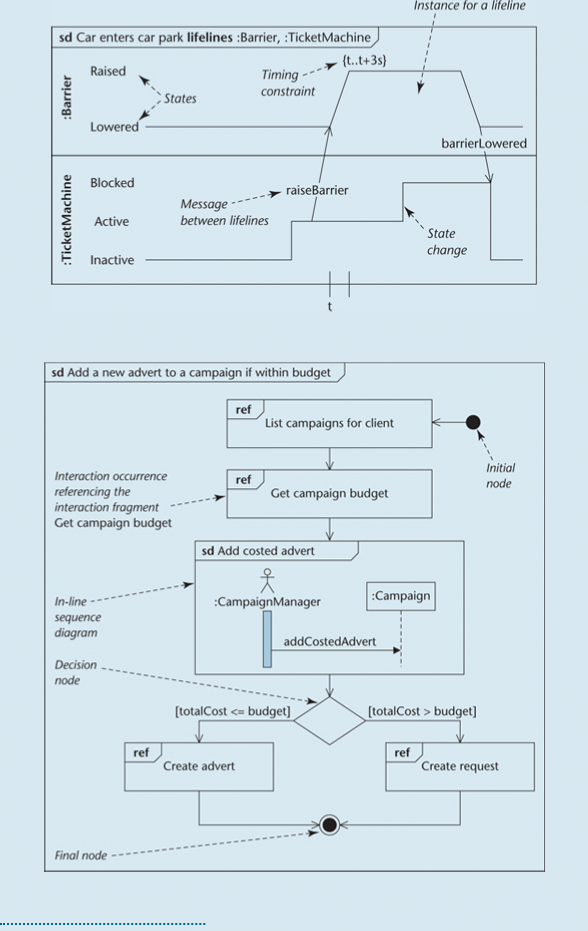 Instance for a lifeline
sd Car enters car park lifelines :Barrier, :TicketMachine
:Barrier
Raised
States
Lowered
Timing
constraint
{t..t+3s}
barrierLowered
:TicketMachine
Blocked
Active
Inactive
Message
between lifelines
raiseBarrier
State
change
t
sd Add a new advert to a campaign if within budget
ref
List campaigns for client
Initial
node
Interaction occurrence
referencing the
interaction fragment
Get campaign budget
ref
Get campaign budget
sd Add costed advert
:CampaignManager
:Campaign
addCostedAdvert
In-line
sequence
diagram
Decision
node
[totalCost <= budget]
[totalCost > budget]
ref
Create advert
ref
Create request
Final node